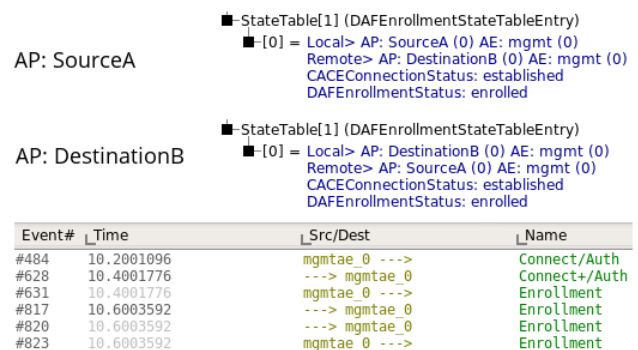 StateTable[1] (DAFEnrollmentStateTableEntry)
[0] = Local> AP: SourceA (0) AE: mgmt (0)
AP: SourceA
Remote> AP: DestinationB (0) AE: mgmt (0)
CACEConnectionStatus: established
DAFEnrollmentStatus: enrolled
StateTable[1] (DAFEnrollmentStateTableEntry)
AP: DestinationB
[0] = Local> AP: DestinationB (0) AE: mgmt (0)
Remote> AP: SourceA (0) AE: mgmt (0)
CACEConnectionStatus: established
DAFEnrollmentStatus: enrolled
Event# Time Src/Dest Name
#484 10.2001096 mgmtae_0 ---> Connect/Auth
#628 10.4001776 ---> mgmtae_0 Connect+/Auth
#631 10.4001776 mgmtae_0 ---> Enrollment
#817 10.6003592 ---> mgmtae_0 Enrollment
#820 10.6003592 ---> mgmtae_0 Enrollment
#823 10.6003592 mgmtae_0 ---> Enrollment